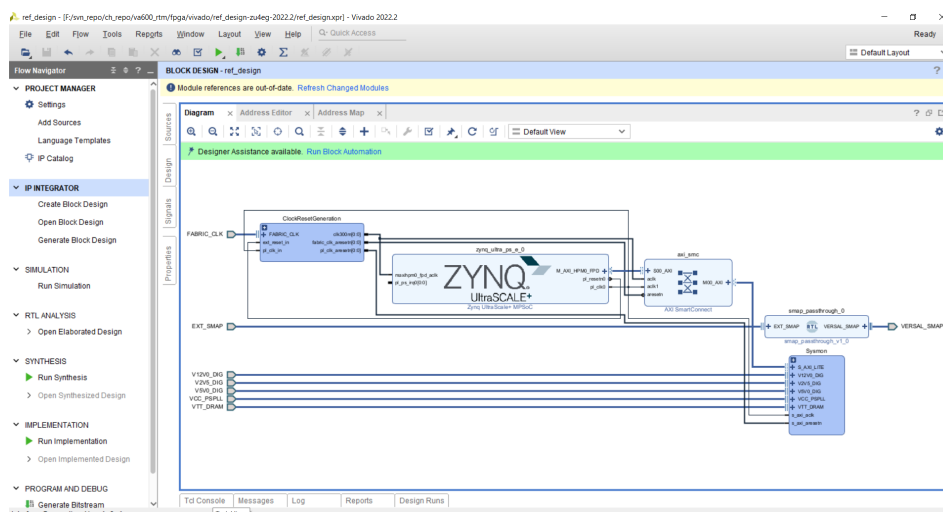 ref_design - [F:/svn_repo/ch_repo/va600_rtm/fpga/vivado/ref_design-zu4eg-2022.2/ref_design.xpr] - Vivado 2022.2
File Edit Flow Tools Reports Window Layout View Help Q- Quick Access
Ready
Default Layout
Flow Navigator
PROJECT MANAGER
Settings
Add Sources
Language Templates
IP Catalog
IP INTEGRATOR
Create Block Design
Open Block Design
Generate Block Design
SIMULATION
Run Simulation
RTL ANALYSIS
Open Elaborated Design
SYNTHESIS
Run Synthesis
Open Synthesized Design
IMPLEMENTATION
Run Implementation
Open Implemented Design
PROGRAM AND DEBUG
Generate Bitstream
BLOCK DESIGN - ref_design
Module references are out-of-date. Refresh Changed Modules
Sources
Design
Signals
Properties
Diagram Address Editor Address Map
Default View
Designer Assistance available. Run Block Automation
ClockResetGeneration
FABRIC_CLK
FABRIC_CLK
ext_reset_in
pl_clk_in
clk300m[0:0]
fabric_clk_aresetn[0:0]
pl_clk_aresetn[0:0]
zynq_ultra_ps_e_0
maxihpm0_fpd_aclk
pl_ps_irq0[0:0]
ZYNQ
UltraSCALE+
M_AXI_HPM0_FPD
pl_resetn0
pl_clk0
Zynq UltraScale+ MPSoC
axi_smc
S00_AXI
aclk
aclk1
aresetn
M00_AXI
AXI SmartConnect
EXT_SMAP
smap_passthrough_0
EXT_SMAP
RTL
VERSAL_SMAP
VERSAL_SMAP
smap_passthrough_v1_0
Sysmon
S_AXI_LITE
V12V0_DIG
V2V5_DIG
V5V0_DIG
VCC_PSPLL
VTT_DRAM
s_axi_aclk
s_axi_aresetn
V12V0_DIG
V2V5_DIG
V5V0_DIG
VCC_PSPLL
VTT_DRAM
Tcl Console Messages Log Reports Design Runs